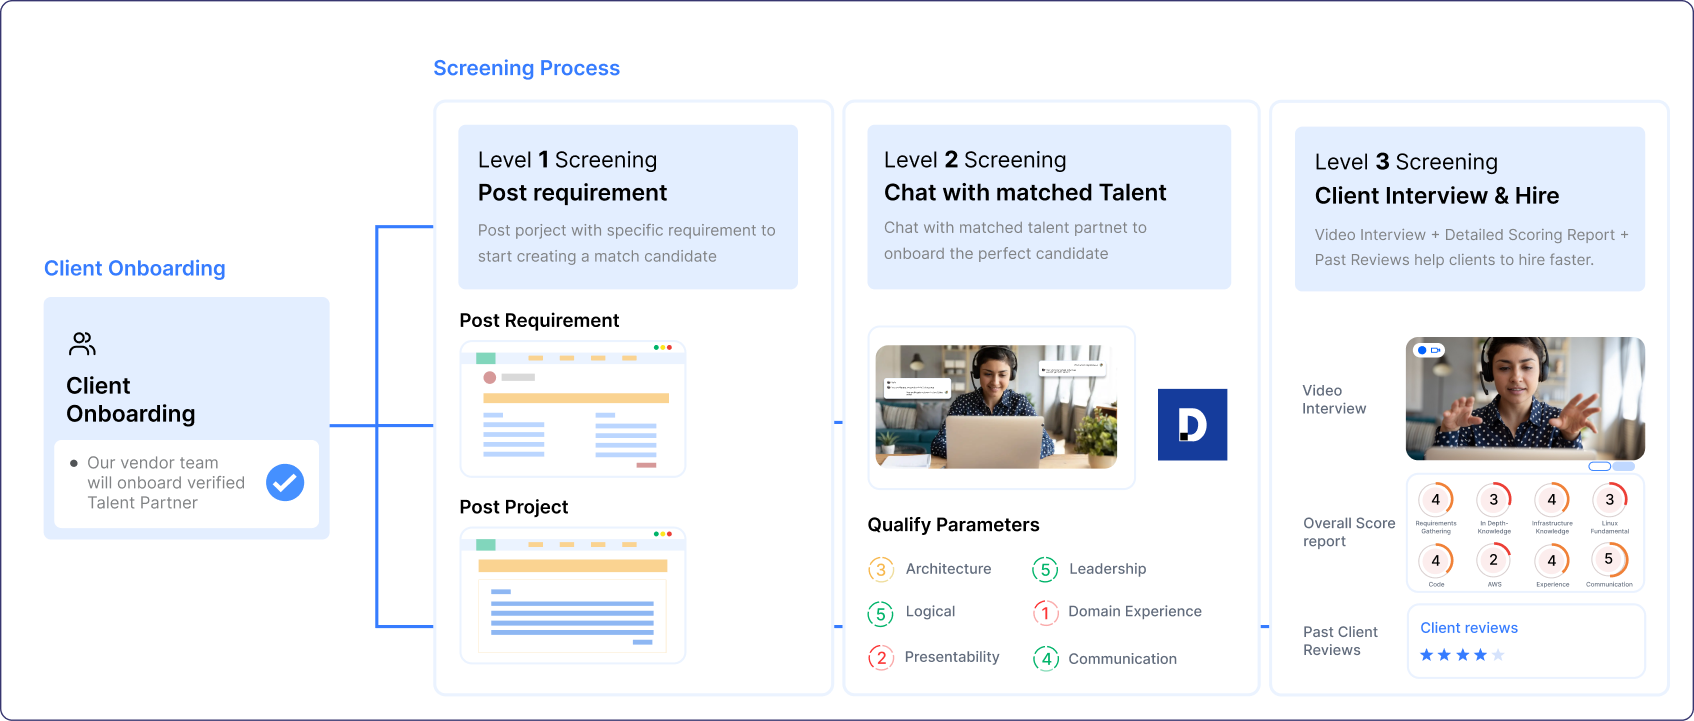 Screening Process
Client Onboarding
Client
Onboarding
Our vendor team
will onboard verified
Talent Partner
Level 1 Screening
Post requirement
Post porject with specific requirement to
start creating a match candidate
Post Requirement
Post Project
Level 2 Screening
Chat with matched Talent
Chat with matched talent partnet to
onboard the perfect candidate
D
Qualify Parameters
3 Architecture
5 Leadership
5 Logical
1 Domain Experience
2 Presentability
4 Communication
Level 3 Screening
Client Interview & Hire
Video Interview + Detailed Scoring Report +
Past Reviews help clients to hire faster.
Video
Interview
Overall Score
report
4 3 4 3
Requirements In Depth- Infrastructure Linux
Gathering Knowledge Knowledge Fundamental
4 2 4 5
Code AWS Experience Communication
Past Client
Reviews
Client reviews